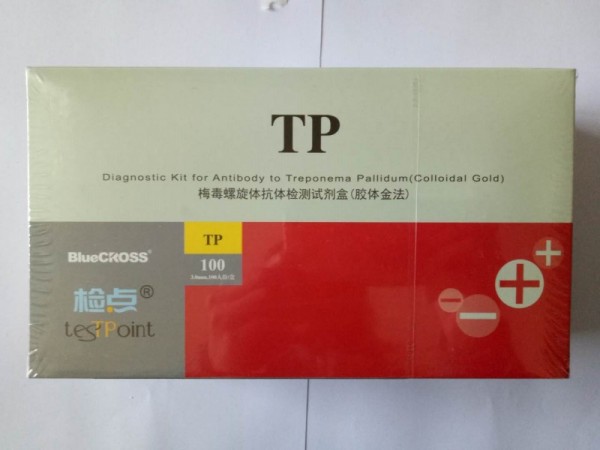 TP
Diagnostic Kit for Antibody to Treponema Pallidum(Colloidal Gold)
梅毒螺旋体抗体检测试剂盒(胶体金法)
TP
BlueCROSS®
100
检点®
testPoint